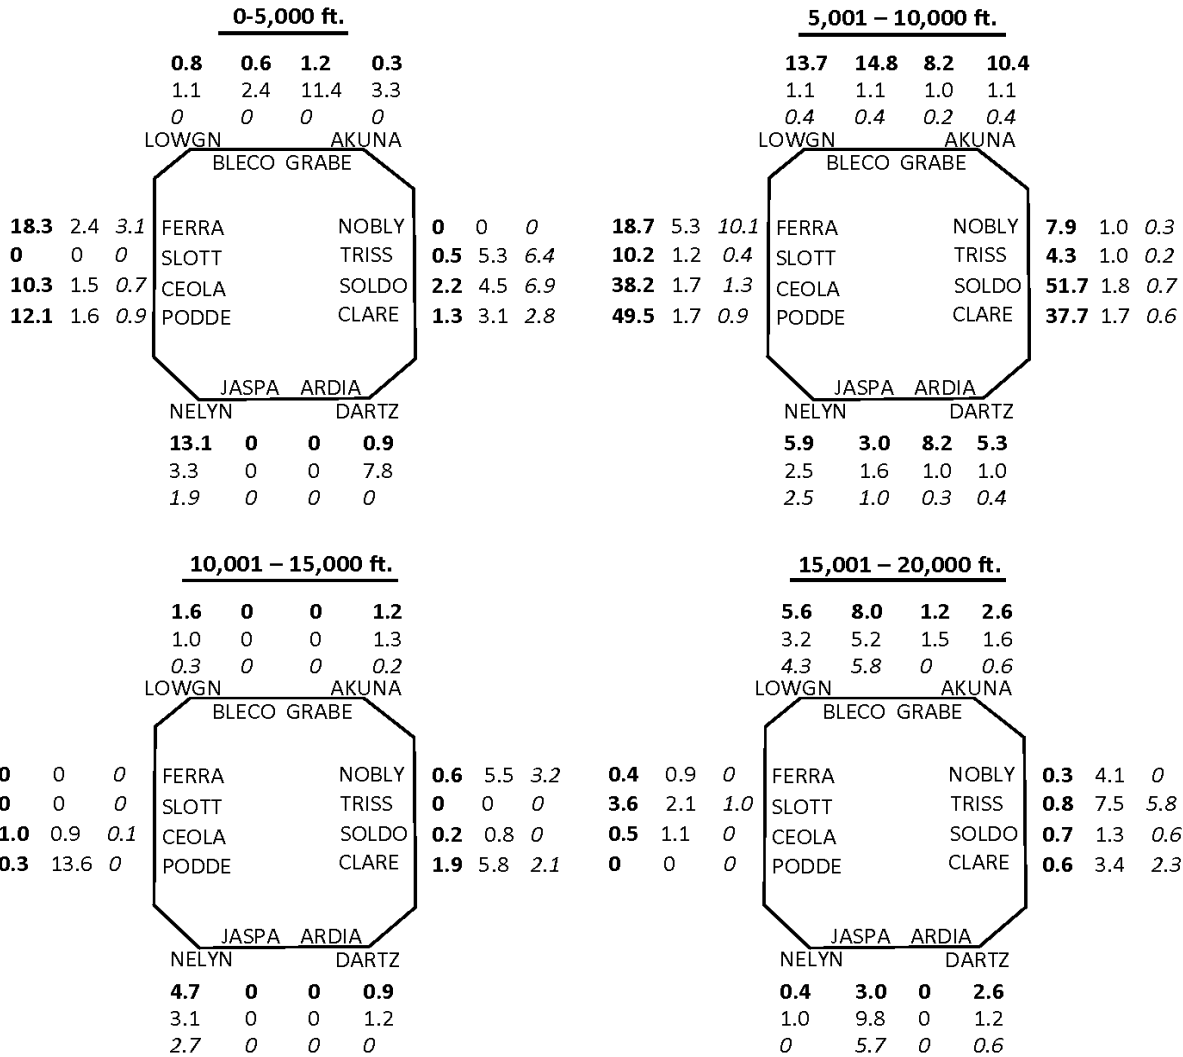 0-5,000 ft.
0.8 0.6 1.2 0.3
1.1 2.4 11.4 3.3
0 0 0 0
LOWGN AKUNA
BLECO GRABE
18.3 2.4 3.1 FERRA NOBLY 0 0 0
0 0 0 SLOTT TRISS 0.5 5.3 6.4
10.3 1.5 0.7 CEOLA SOLDO 2.2 4.5 6.9
12.1 1.6 0.9 PODDE CLARE 1.3 3.1 2.8
JASPA ARDIA
NELYN DARTZ
13.1 0 0 0.9
3.3 0 0 7.8
1.9 0 0 0
5,001 – 10,000 ft.
13.7 14.8 8.2 10.4
1.1 1.1 1.0 1.1
0.4 0.4 0.2 0.4
LOWGN AKUNA
BLECO GRABE
18.7 5.3 10.1 FERRA NOBLY 7.9 1.0 0.3
10.2 1.2 0.4 SLOTT TRISS 4.3 1.0 0.2
38.2 1.7 1.3 CEOLA SOLDO 51.7 1.8 0.7
49.5 1.7 0.9 PODDE CLARE 37.7 1.7 0.6
JASPA ARDIA
NELYN DARTZ
5.9 3.0 8.2 5.3
2.5 1.6 1.0 1.0
2.5 1.0 0.3 0.4
10,001 – 15,000 ft.
1.6 0 0 1.2
1.0 0 0 1.3
0.3 0 0 0.2
LOWGN AKUNA
BLECO GRABE
0 0 0 FERRA NOBLY 0.6 5.5 3.2
0 0 0 SLOTT TRISS 0 0 0
1.0 0.9 0.1 CEOLA SOLDO 0.2 0.8 0
0.3 13.6 0 PODDE CLARE 1.9 5.8 2.1
JASPA ARDIA
NELYN DARTZ
4.7 0 0 0.9
3.1 0 0 1.2
2.7 0 0 0
15,001 – 20,000 ft.
5.6 8.0 1.2 2.6
3.2 5.2 1.5 1.6
4.3 5.8 0 0.6
LOWGN AKUNA
BLECO GRABE
0.4 0.9 0 FERRA NOBLY 0.3 4.1 0
3.6 2.1 1.0 SLOTT TRISS 0.8 7.5 5.8
0.5 1.1 0 CEOLA SOLDO 0.7 1.3 0.6
0 0 0 PODDE CLARE 0.6 3.4 2.3
JASPA ARDIA
NELYN DARTZ
0.4 3.0 0 2.6
1.0 9.8 0 1.2
0 5.7 0 0.6